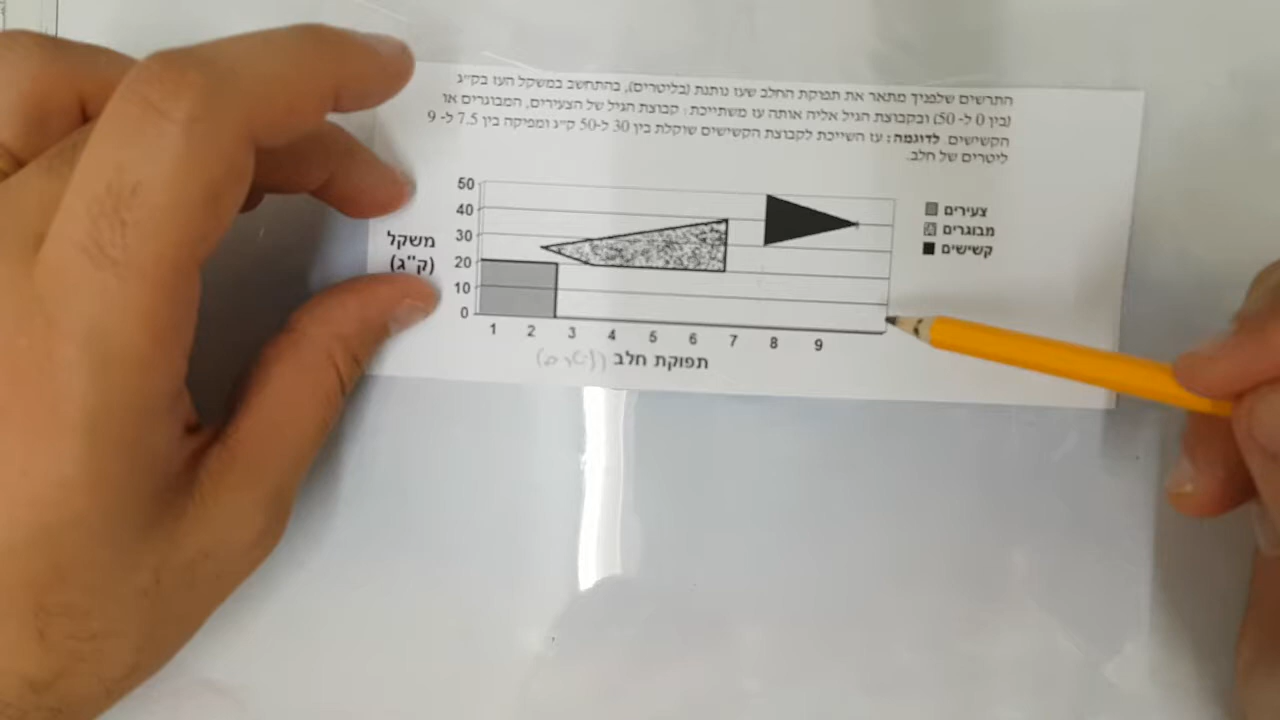 התרשים שלפניך מתאר את תפוקת החלב שעז נותנת (בליטרים), בהתחשב במשקל העז בק״ג
(בין 0 ל- 50) ובקבוצת הגיל אליה אותה עז משתייכת: קבוצת הגיל של הצעירים, המבוגרים או
הקשישים. לדוגמה: עז השייכת לקבוצת הקשישים שוקלת בין 30 ל-50 ק״ג ומפיקה בין 7.5 ל- 9
ליטרים של חלב.
צעירים
מבוגרים
קשישים
משקל
(ק"ג)
50
40
30
20
10
0
1 2 3 4 5 6 7 8 9
תפוקת חלב (ליטרים)